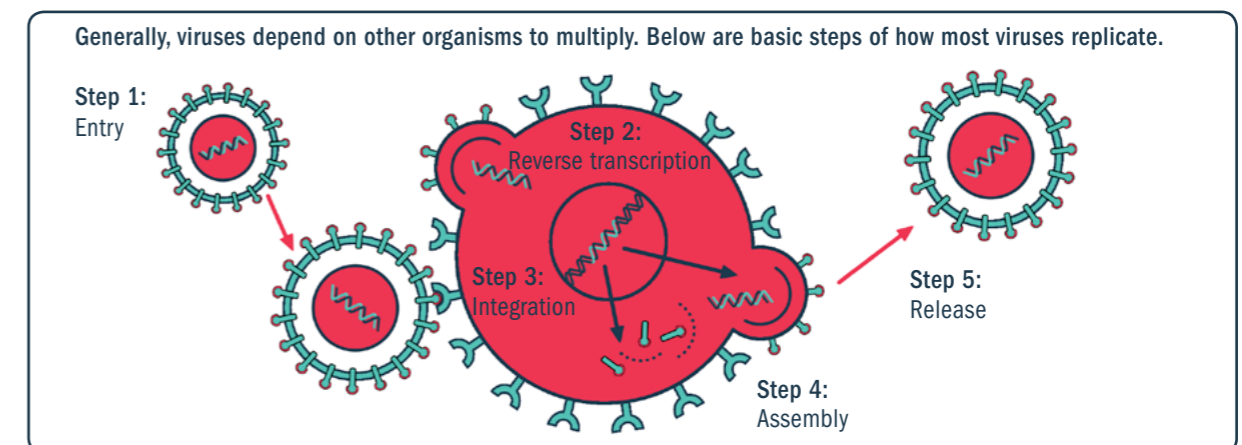 Generally, viruses depend on other organisms to multiply. Below are basic steps of how most viruses replicate.
Step 1:
Entry
Step 2:
Reverse transcription
Step 3:
Integration
Step 4:
Assembly
Step 5:
Release